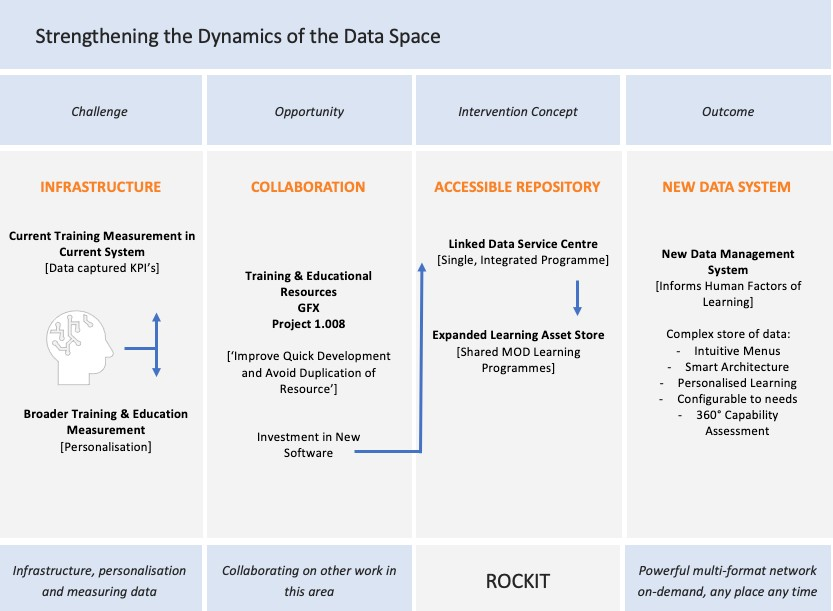 Strengthening the Dynamics of the Data Space
Challenge
Opportunity
Intervention Concept
Outcome
INFRASTRUCTURE
Current Training Measurement in
Current System
[Data captured KPI's]
Broader Training & Education
Measurement
[Personalisation]
COLLABORATION
Training & Educational
Resources
GFX
Project 1.008
['Improve Quick Development
and Avoid Duplication of
Resource']
Investment in New
Software
ACCESSIBLE REPOSITORY
Linked Data Service Centre
[Single, Integrated Programme]
Expanded Learning Asset Store
[Shared MOD Learning
Programmes]
NEW DATA SYSTEM
New Data Management
System
[Informs Human Factors of
Learning]
Complex store of data:
- Intuitive Menus
- Smart Architecture
- Personalised Learning
- Configurable to needs
- 360° Capability
Assessment
Infrastructure, personalisation
and measuring data
Collaborating on other work in
this area
ROCKIT
Powerful multi-format network
on-demand, any place any time